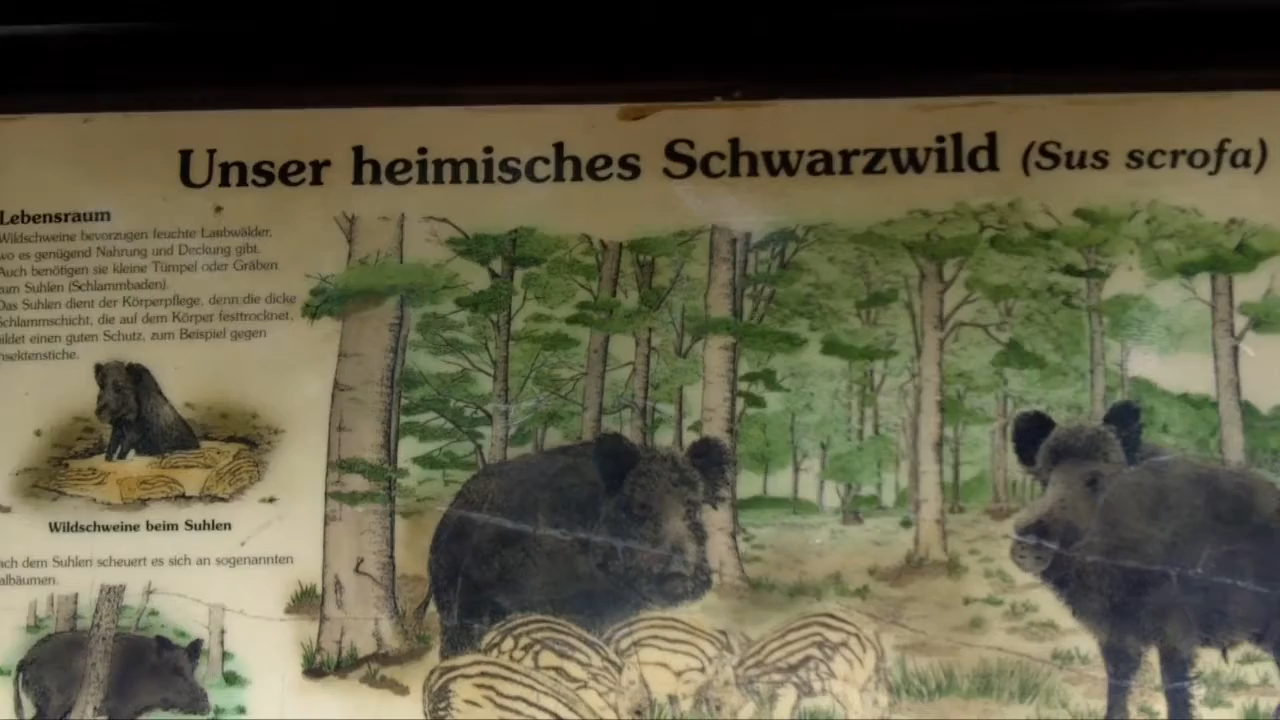 Unser heimisches Schwarzwild (Sus scrofa)
Lebensraum
Wildschweine bevorzugen feuchte Laubwälder,
wo es genügend Nahrung und Deckung gibt.
Auch benötigen sie kleine Tümpel oder Gräben
zum Suhlen (Schlammbaden).
Das Suhlen dient der Körperpflege, denn die dicke
Schlammschicht, die auf dem Körper festtrocknet,
bildet einen guten Schutz, zum Beispiel gegen
Insektenstiche.
Wildschweine beim Suhlen
ach dem Suhlen scheuert es sich an sogenannten
albäumen.